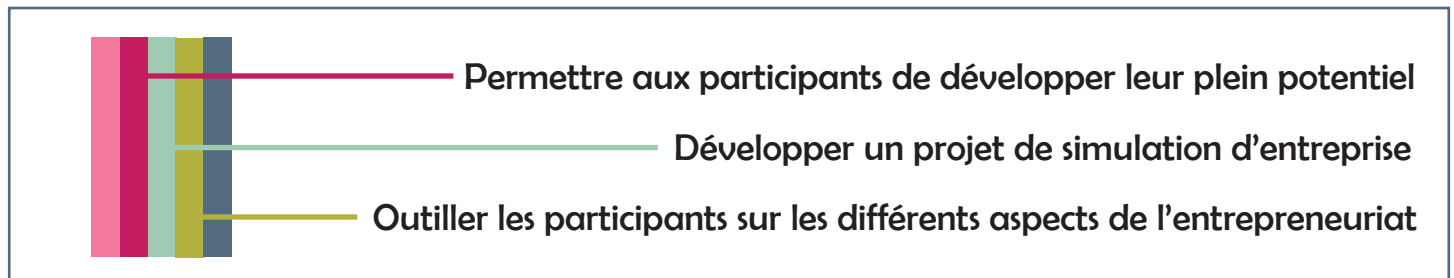 Permettre aux participants de développer leur plein potentiel
Développer un projet de simulation d’entreprise
Outiller les participants sur les différents aspects de l’entrepreneuriat